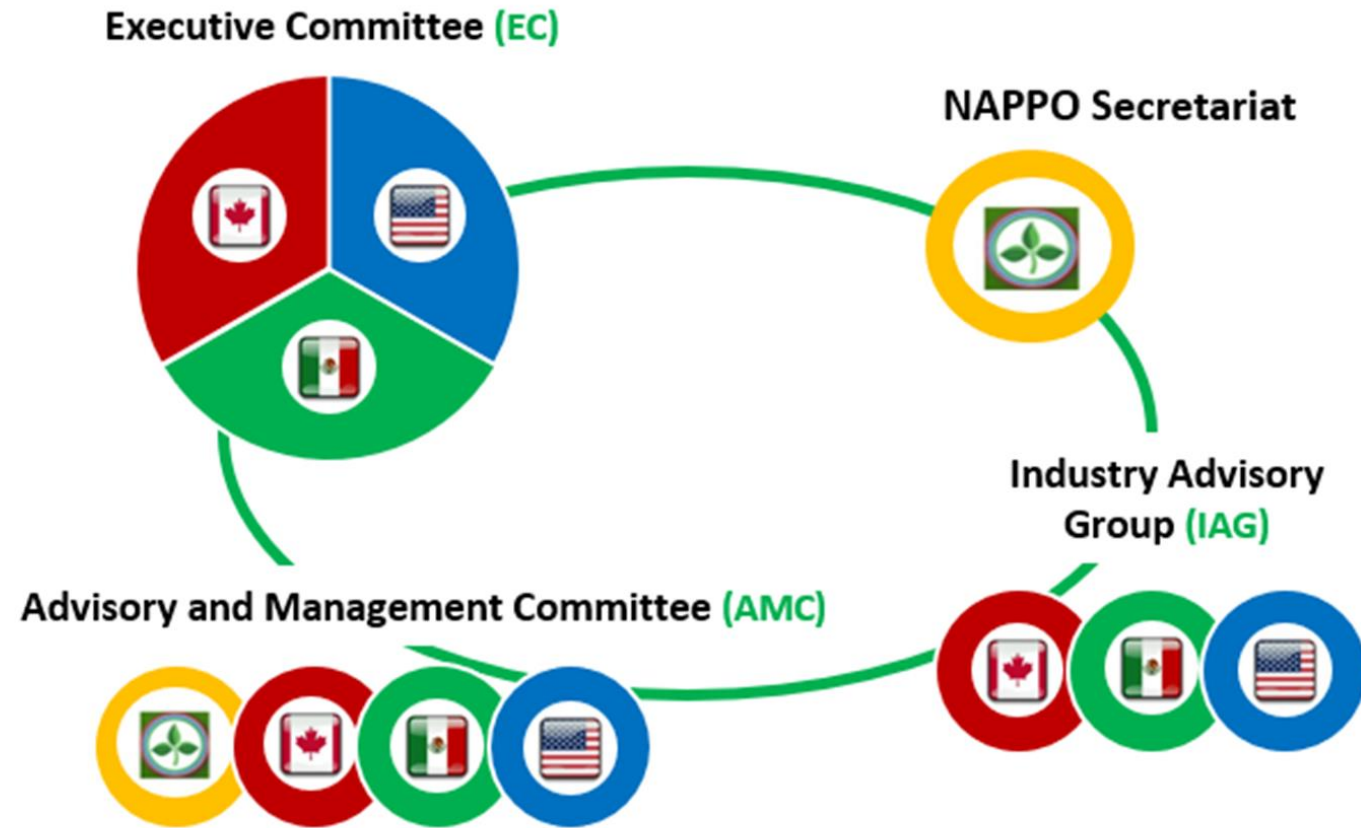 Executive Committee (EC)
NAPPO Secretariat
Industry Advisory
Group (IAG)
Advisory and Management Committee (AMC)